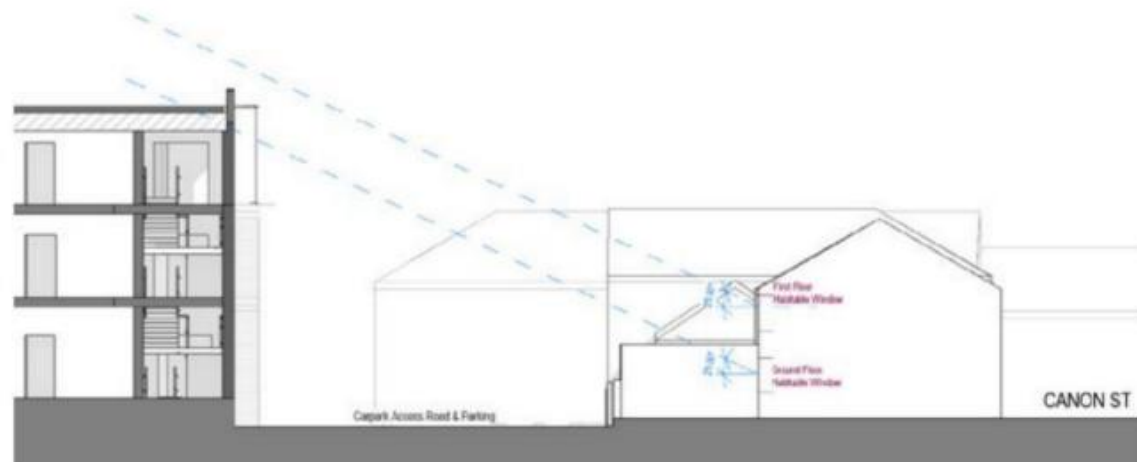 First Floor
Habitable Window
Ground Floor
Habitable Window
CANON ST
Carpark Access Road & Parking